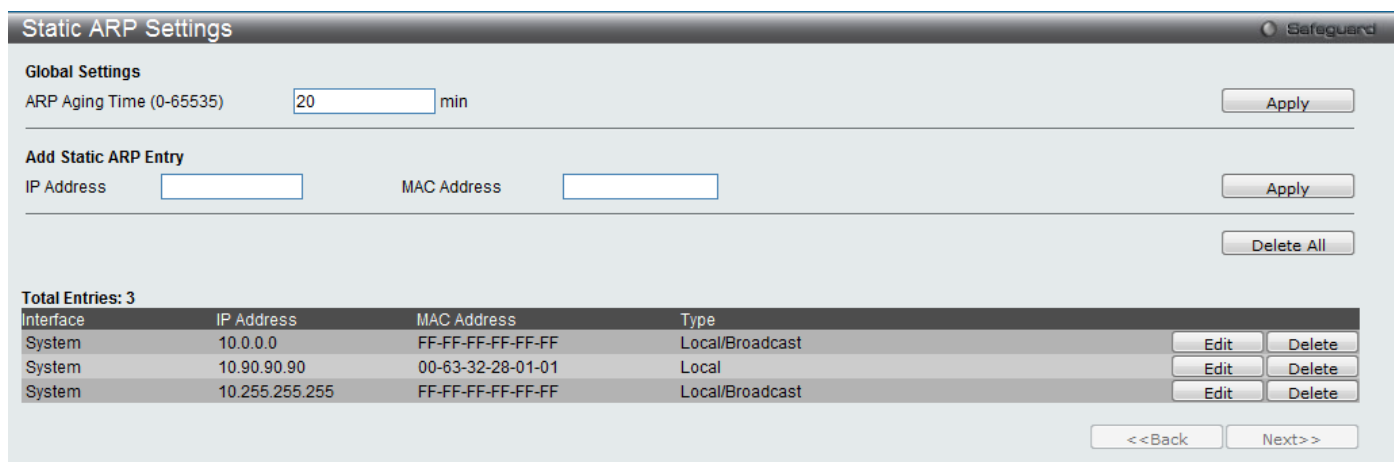 Static ARP Settings Safeguard
Global Settings
ARP Aging Time (0-65535) 20 min Apply
Add Static ARP Entry
IP Address MAC Address Apply
Delete All
Total Entries: 3
Interface IP Address MAC Address Type
System 10.0.0.0 FF-FF-FF-FF-FF-FF Local/Broadcast Edit Delete
System 10.90.90.90 00-63-32-28-01-01 Local Edit Delete
System 10.255.255.255 FF-FF-FF-FF-FF-FF Local/Broadcast Edit Delete
<<Back Next>>